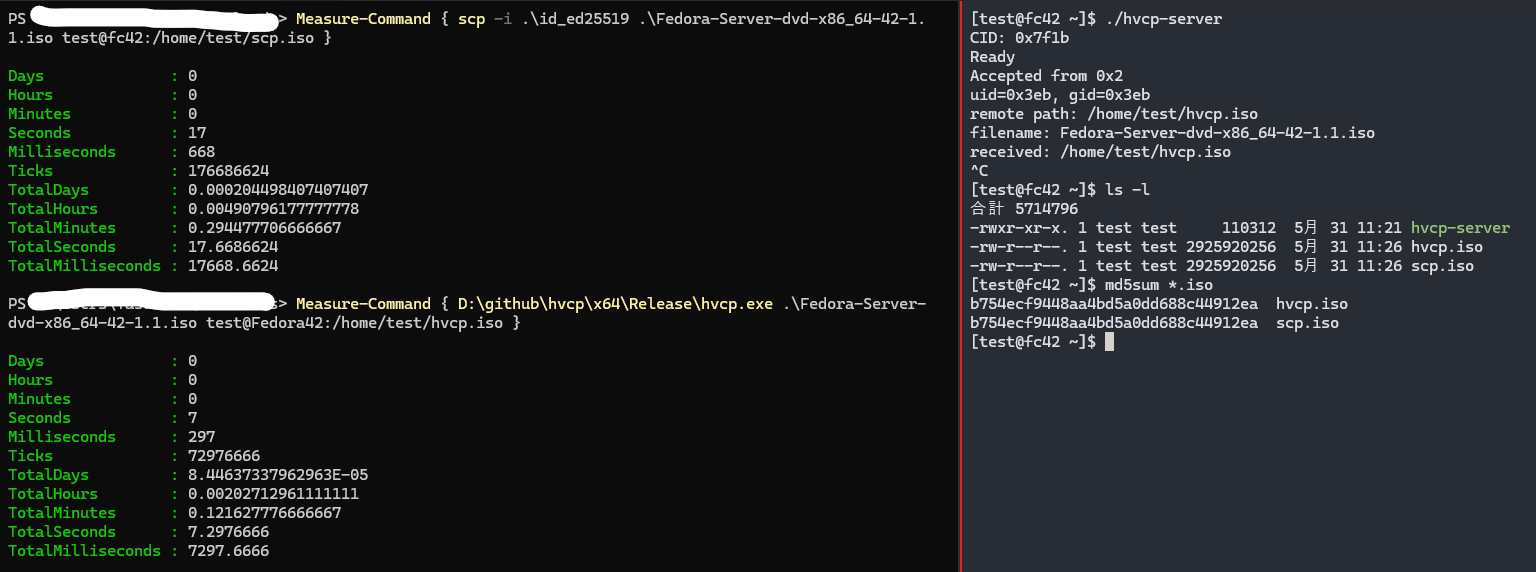 PS > Measure-Command { scp -i .\id_ed25519 .\Fedora-Server-dvd-x86_64-42-1.
1.iso test@fc42:/home/test/scp.iso }
Days : 0
Hours : 0
Minutes : 0
Seconds : 17
Milliseconds : 668
Ticks : 176686624
TotalDays : 0.000204498407407407
TotalHours : 0.00490796177777778
TotalMinutes : 0.294477706666667
TotalSeconds : 17.6686624
TotalMilliseconds : 17668.6624
PS > Measure-Command { D:\github\hvcp\x64\Release\hvcp.exe .\Fedora-Server-
dvd-x86_64-42-1.1.iso test@Fedora42:/home/test/hvcp.iso }
Days : 0
Hours : 0
Minutes : 0
Seconds : 7
Milliseconds : 297
Ticks : 72976666
TotalDays : 8.44637337962963E-05
TotalHours : 0.00202712961111111
TotalMinutes : 0.121627776666667
TotalSeconds : 7.2976666
TotalMilliseconds : 7297.6666
[test@fc42 ~]$ ./hvcp-server
CID: 0x7f1b
Ready
Accepted from 0x2
uid=0x3eb, gid=0x3eb
remote path: /home/test/hvcp.iso
filename: Fedora-Server-dvd-x86_64-42-1.1.iso
received: /home/test/hvcp.iso
^C
[test@fc42 ~]$ ls -l
合計 5714796
-rwxr-xr-x. 1 test test 110312 5月 31 11:21 hvcp-server
-rw-r--r--. 1 test test 2925920256 5月 31 11:26 hvcp.iso
-rw-r--r--. 1 test test 2925920256 5月 31 11:26 scp.iso
[test@fc42 ~]$ md5sum *.iso
b754ecf9448aa4bd5a0dd688c44912ea hvcp.iso
b754ecf9448aa4bd5a0dd688c44912ea scp.iso
[test@fc42 ~]$